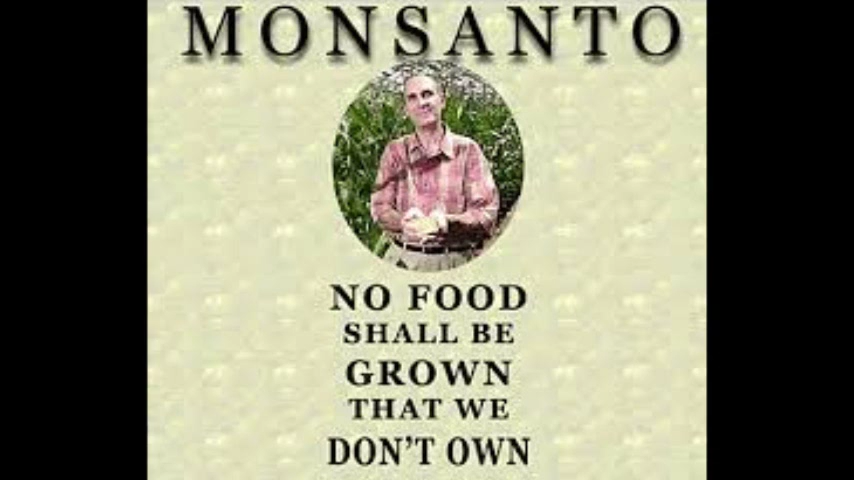 MONSANTO
NO FOOD
SHALL BE
GROWN
THAT WE
DON'T OWN